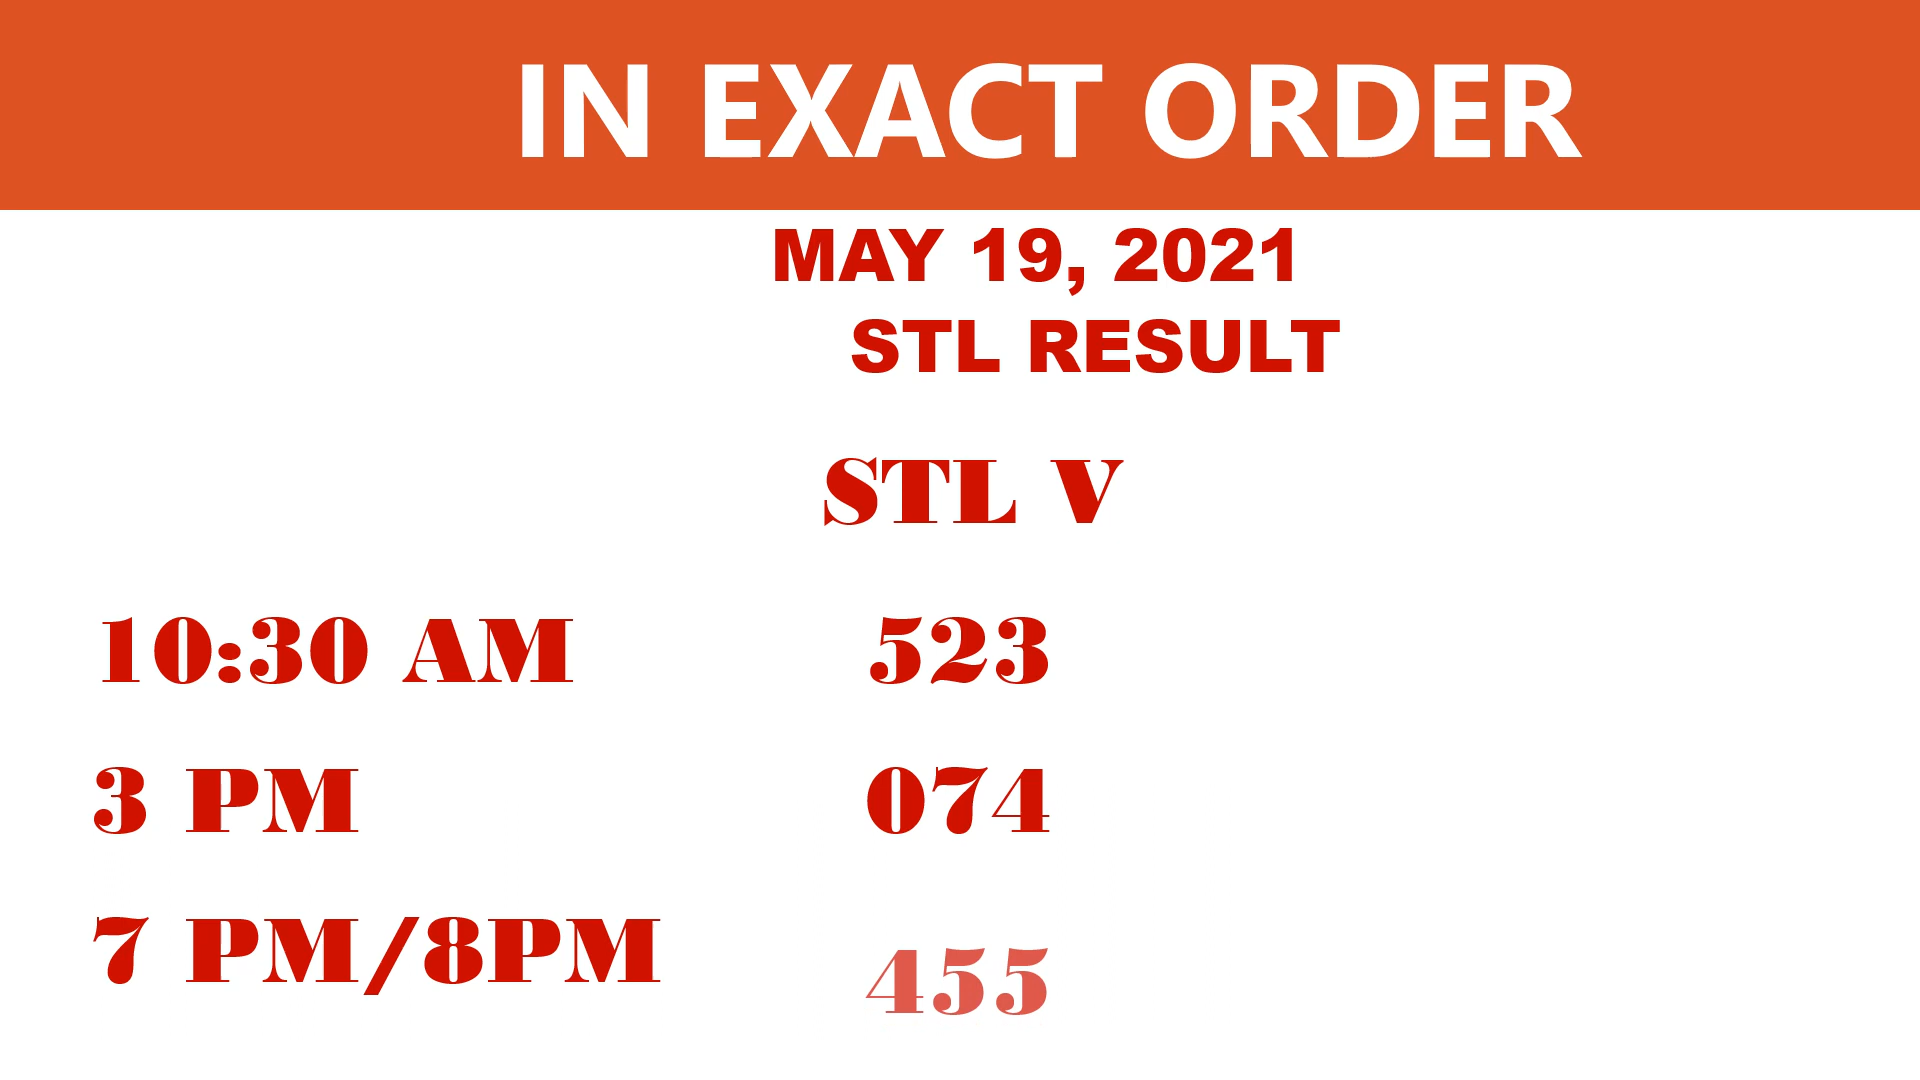 IN EXACT ORDER
MAY 19, 2021
STL RESULT
STL V
10:30 AM 523
3 PM 074
7 PM/8PM 455